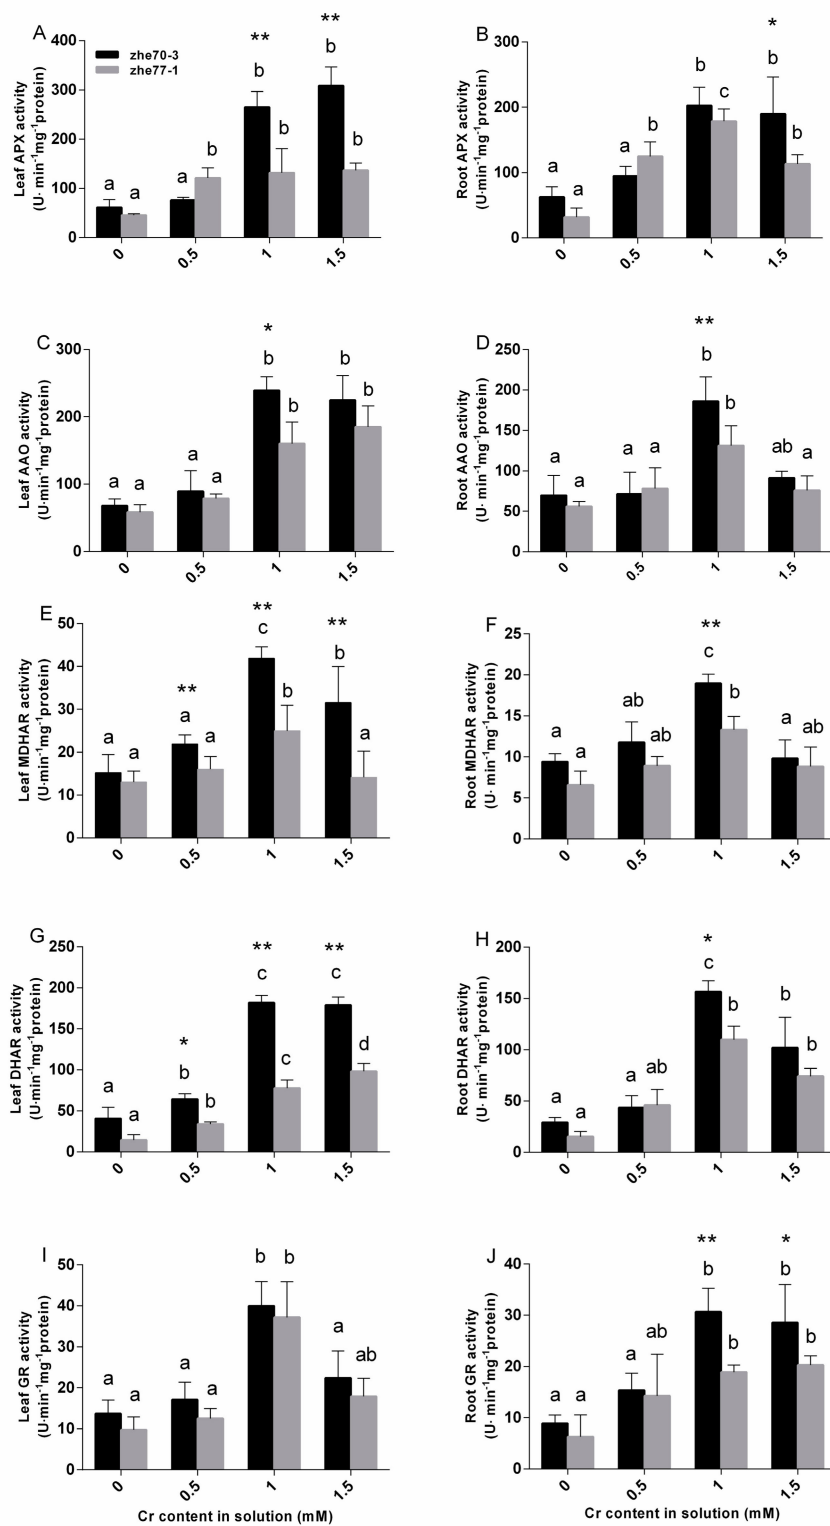 A
zhe70-3
zhe77-1
Leaf APX activity
(U· min-1mg-1protein)
400
300
200
100
0
** **
b b
a a a b b b
0 0.5 1 1.5
B
Root APX activity
(U· min-1mg-1protein)
300
200
100
0
*
b b
a a a b c b
0 0.5 1 1.5
C
Leaf AAO activity
(U·min-1mg-1protein)
300
200
100
0
*
b b
a a a a b b
0 0.5 1 1.5
D
Root AAO activity
(U· min-1mg-1protein)
250
200
150
100
50
0
**
b
a a a a b ab a
0 0.5 1 1.5
E
Leaf MDHAR activity
(U·min-1mg-1protein)
50
40
30
20
10
0
** ** **
c b
a a a a b a
0 0.5 1 1.5
F
Root MDHAR activity
(U· min-1mg-1protein)
25
20
15
10
5
0
**
c
a a ab ab b a ab
0 0.5 1 1.5
G
Leaf DHAR activity
(U·min-1mg-1protein)
250
200
150
100
50
0
* ** **
c c
a a b b c d
0 0.5 1 1.5
H
Root DHAR activity
(U· min-1mg-1protein)
200
150
100
50
0
*
c b
a a a ab b b
0 0.5 1 1.5
I
Leaf GR activity
(U·min-1mg-1protein)
50
40
30
20
10
0
b b
a a a a a ab
0 0.5 1 1.5
Cr content in solution (mM)
J
Root GR activity
(U· min-1mg-1protein)
40
30
20
10
0
** *
b b
a a a ab b b
0 0.5 1 1.5
Cr content in solution (mM)